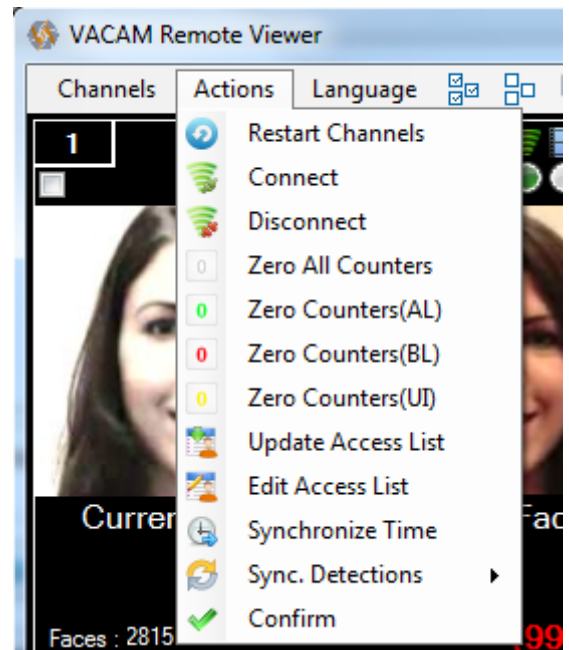 VACAM Remote Viewer
Channels Actions Language
1
Restart Channels
Connect
Disconnect
0 Zero All Counters
0 Zero Counters(AL)
0 Zero Counters(BL)
0 Zero Counters(UI)
Update Access List
Edit Access List
Synchronize Time
Sync. Detections
Confirm
Faces : 2815